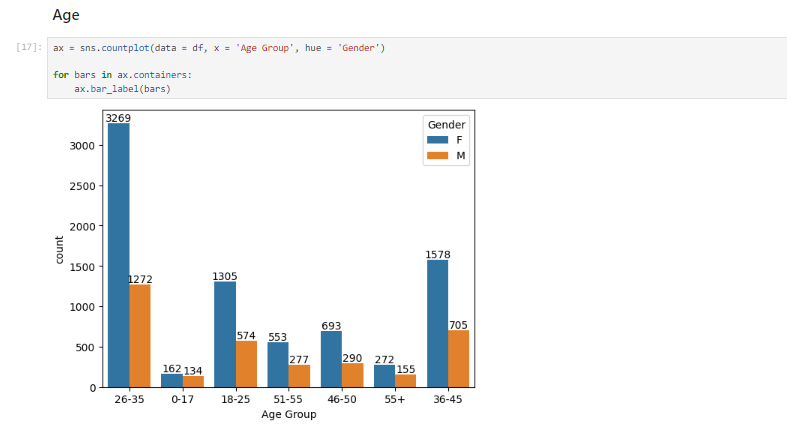 Age
[17]: ax = sns.countplot(data = df, x = 'Age Group', hue = 'Gender')
for bars in ax.containers:
ax.bar_label(bars)
3269
1272
162
134
1305
574
553
277
693
290
272
155
1578
705
Gender
F
M
3000
2500
2000
1500
1000
500
0
count
26-35 0-17 18-25 51-55 46-50 55+ 36-45
Age Group